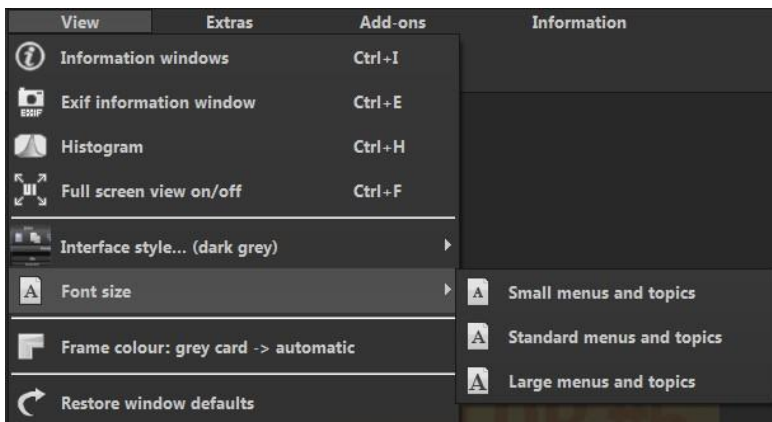 View Extras Add-ons Information
Information windows Ctrl+I
EXIF Exif information window Ctrl+E
Histogram Ctrl+H
UI Full screen view on/off Ctrl+F
Interface style... (dark grey)
A Font size
A Small menus and topics
A Standard menus and topics
A Large menus and topics
Frame colour: grey card -> automatic
Restore window defaults